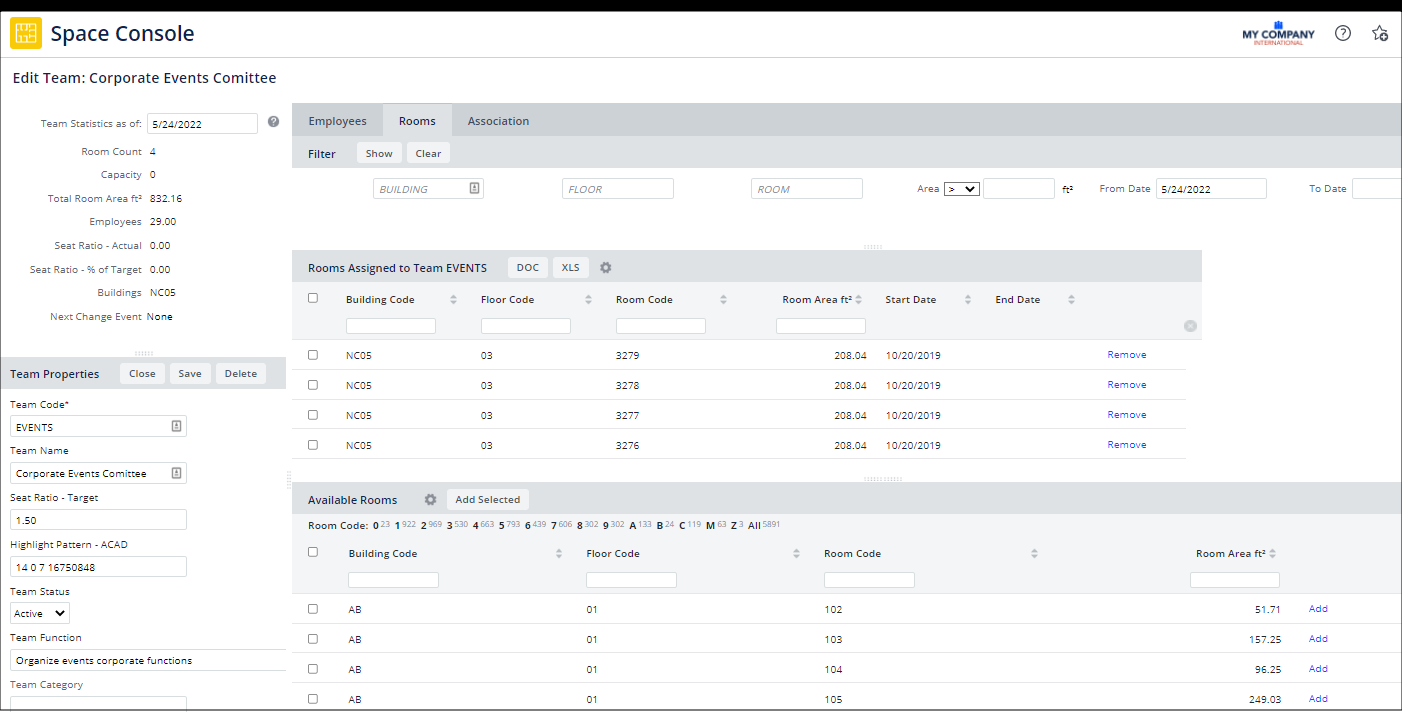 Space Console
MY COMPANY
INTERNATIONAL
Edit Team: Corporate Events Comittee
Team Statistics as of: 5/24/2022
Room Count 4
Capacity 0
Total Room Area ft² 832.16
Employees 29.00
Seat Ratio - Actual 0.00
Seat Ratio - % of Target 0.00
Buildings NC05
Next Change Event None
Team Properties Close Save Delete
Team Code*
EVENTS
Team Name
Corporate Events Comittee
Seat Ratio - Target
1.50
Highlight Pattern - ACAD
14 0 7 16750848
Team Status
Active
Team Function
Organize events corporate functions
Team Category
Employees Rooms Association
Filter Show Clear
BUILDING FLOOR ROOM Area > ft² From Date 5/24/2022 To Date
Rooms Assigned to Team EVENTS DOC XLS
Building Code Floor Code Room Code Room Area ft² Start Date End Date
NC05 03 3279 208.04 10/20/2019 Remove
NC05 03 3278 208.04 10/20/2019 Remove
NC05 03 3277 208.04 10/20/2019 Remove
NC05 03 3276 208.04 10/20/2019 Remove
Available Rooms Add Selected
Room Code: 0 23 1 922 2 969 3 530 4 663 5 793 6 439 7 606 8 302 9 302 A 133 B 24 C 119 M 63 Z 3 All 5891
Building Code Floor Code Room Code Room Area ft²
AB 01 102 51.71 Add
AB 01 103 157.25 Add
AB 01 104 96.25 Add
AB 01 105 249.03 Add